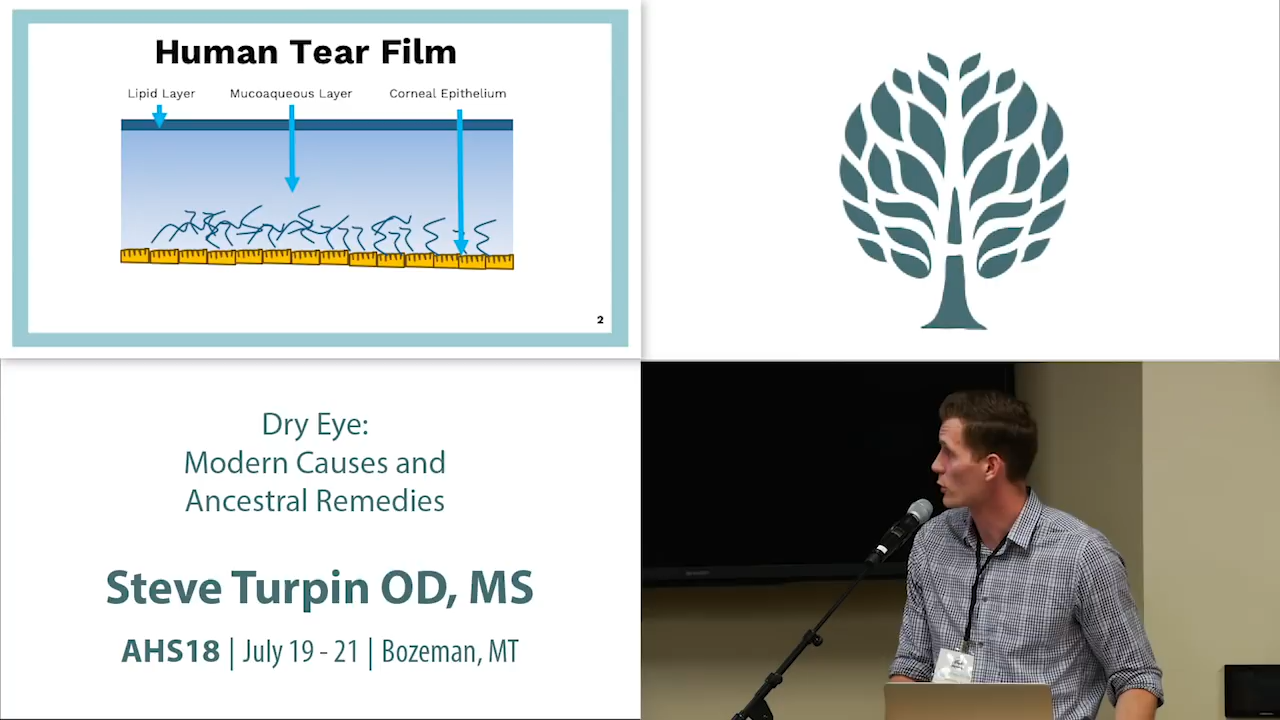 Human Tear Film
Lipid Layer
Mucoaqueous Layer
Corneal Epithelium
2
Dry Eye:
Modern Causes and
Ancestral Remedies
Steve Turpin OD, MS
AHS18 | July 19 - 21 | Bozeman, MT